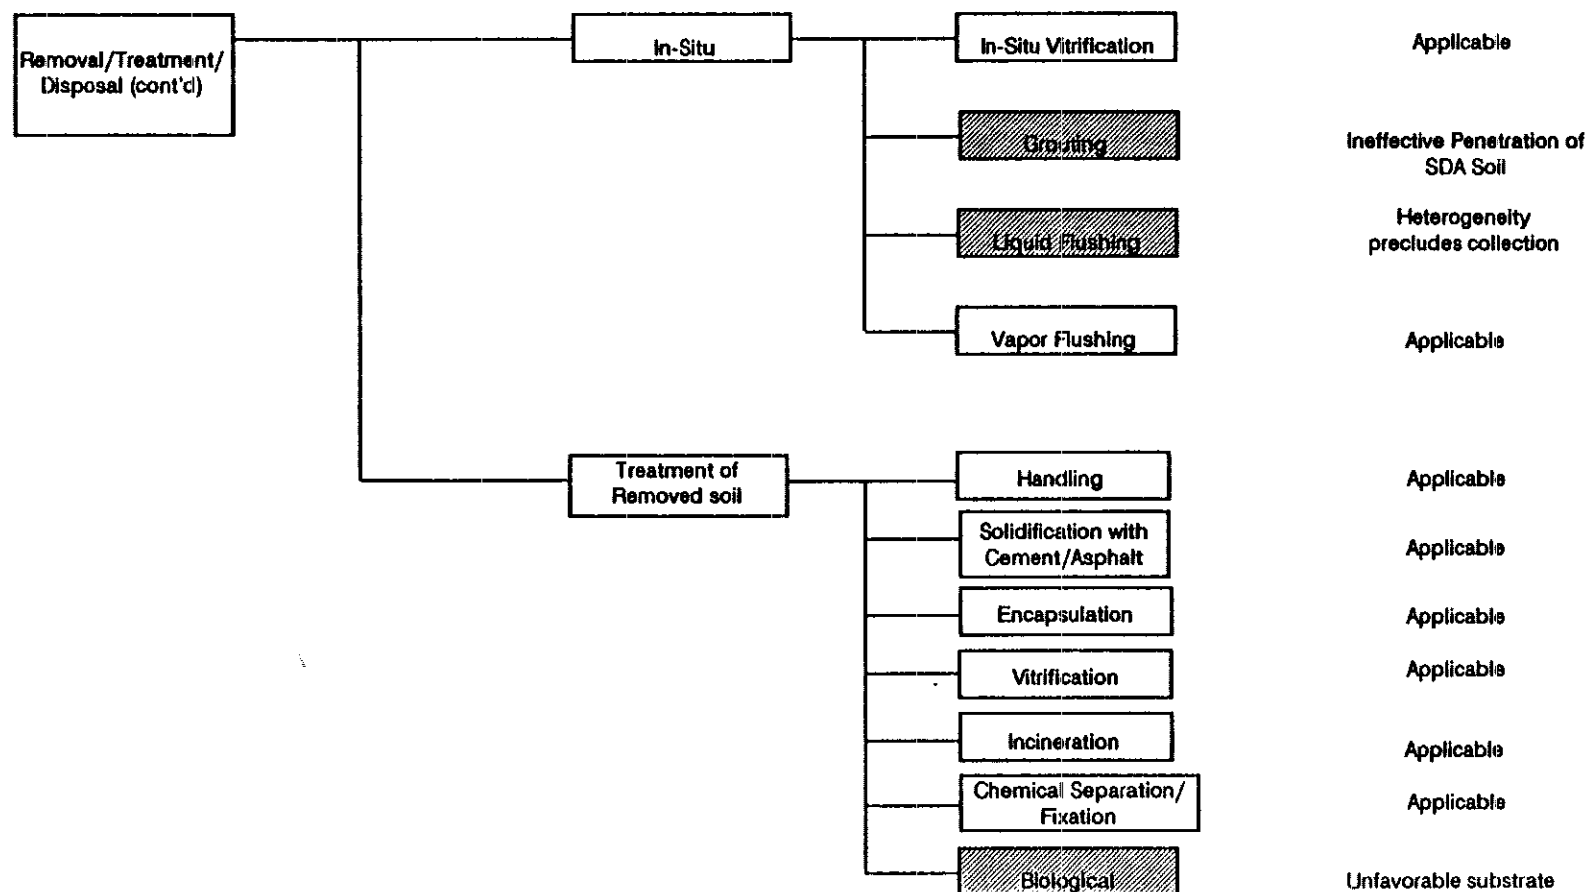 Removal/Treatment/
Disposal (cont'd)
In-Situ
In-Situ Vitrification
Applicable
Grouting
Ineffective Penetration of
SDA Soil
Liquid Flushing
Heterogeneity
precludes collection
Vapor Flushing
Applicable
Treatment of
Removed soil
Handling
Applicable
Solidification with
Cement/Asphalt
Applicable
Encapsulation
Applicable
Vitrification
Applicable
Incineration
Applicable
Chemical Separation/
Fixation
Applicable
Biological
Unfavorable substrate